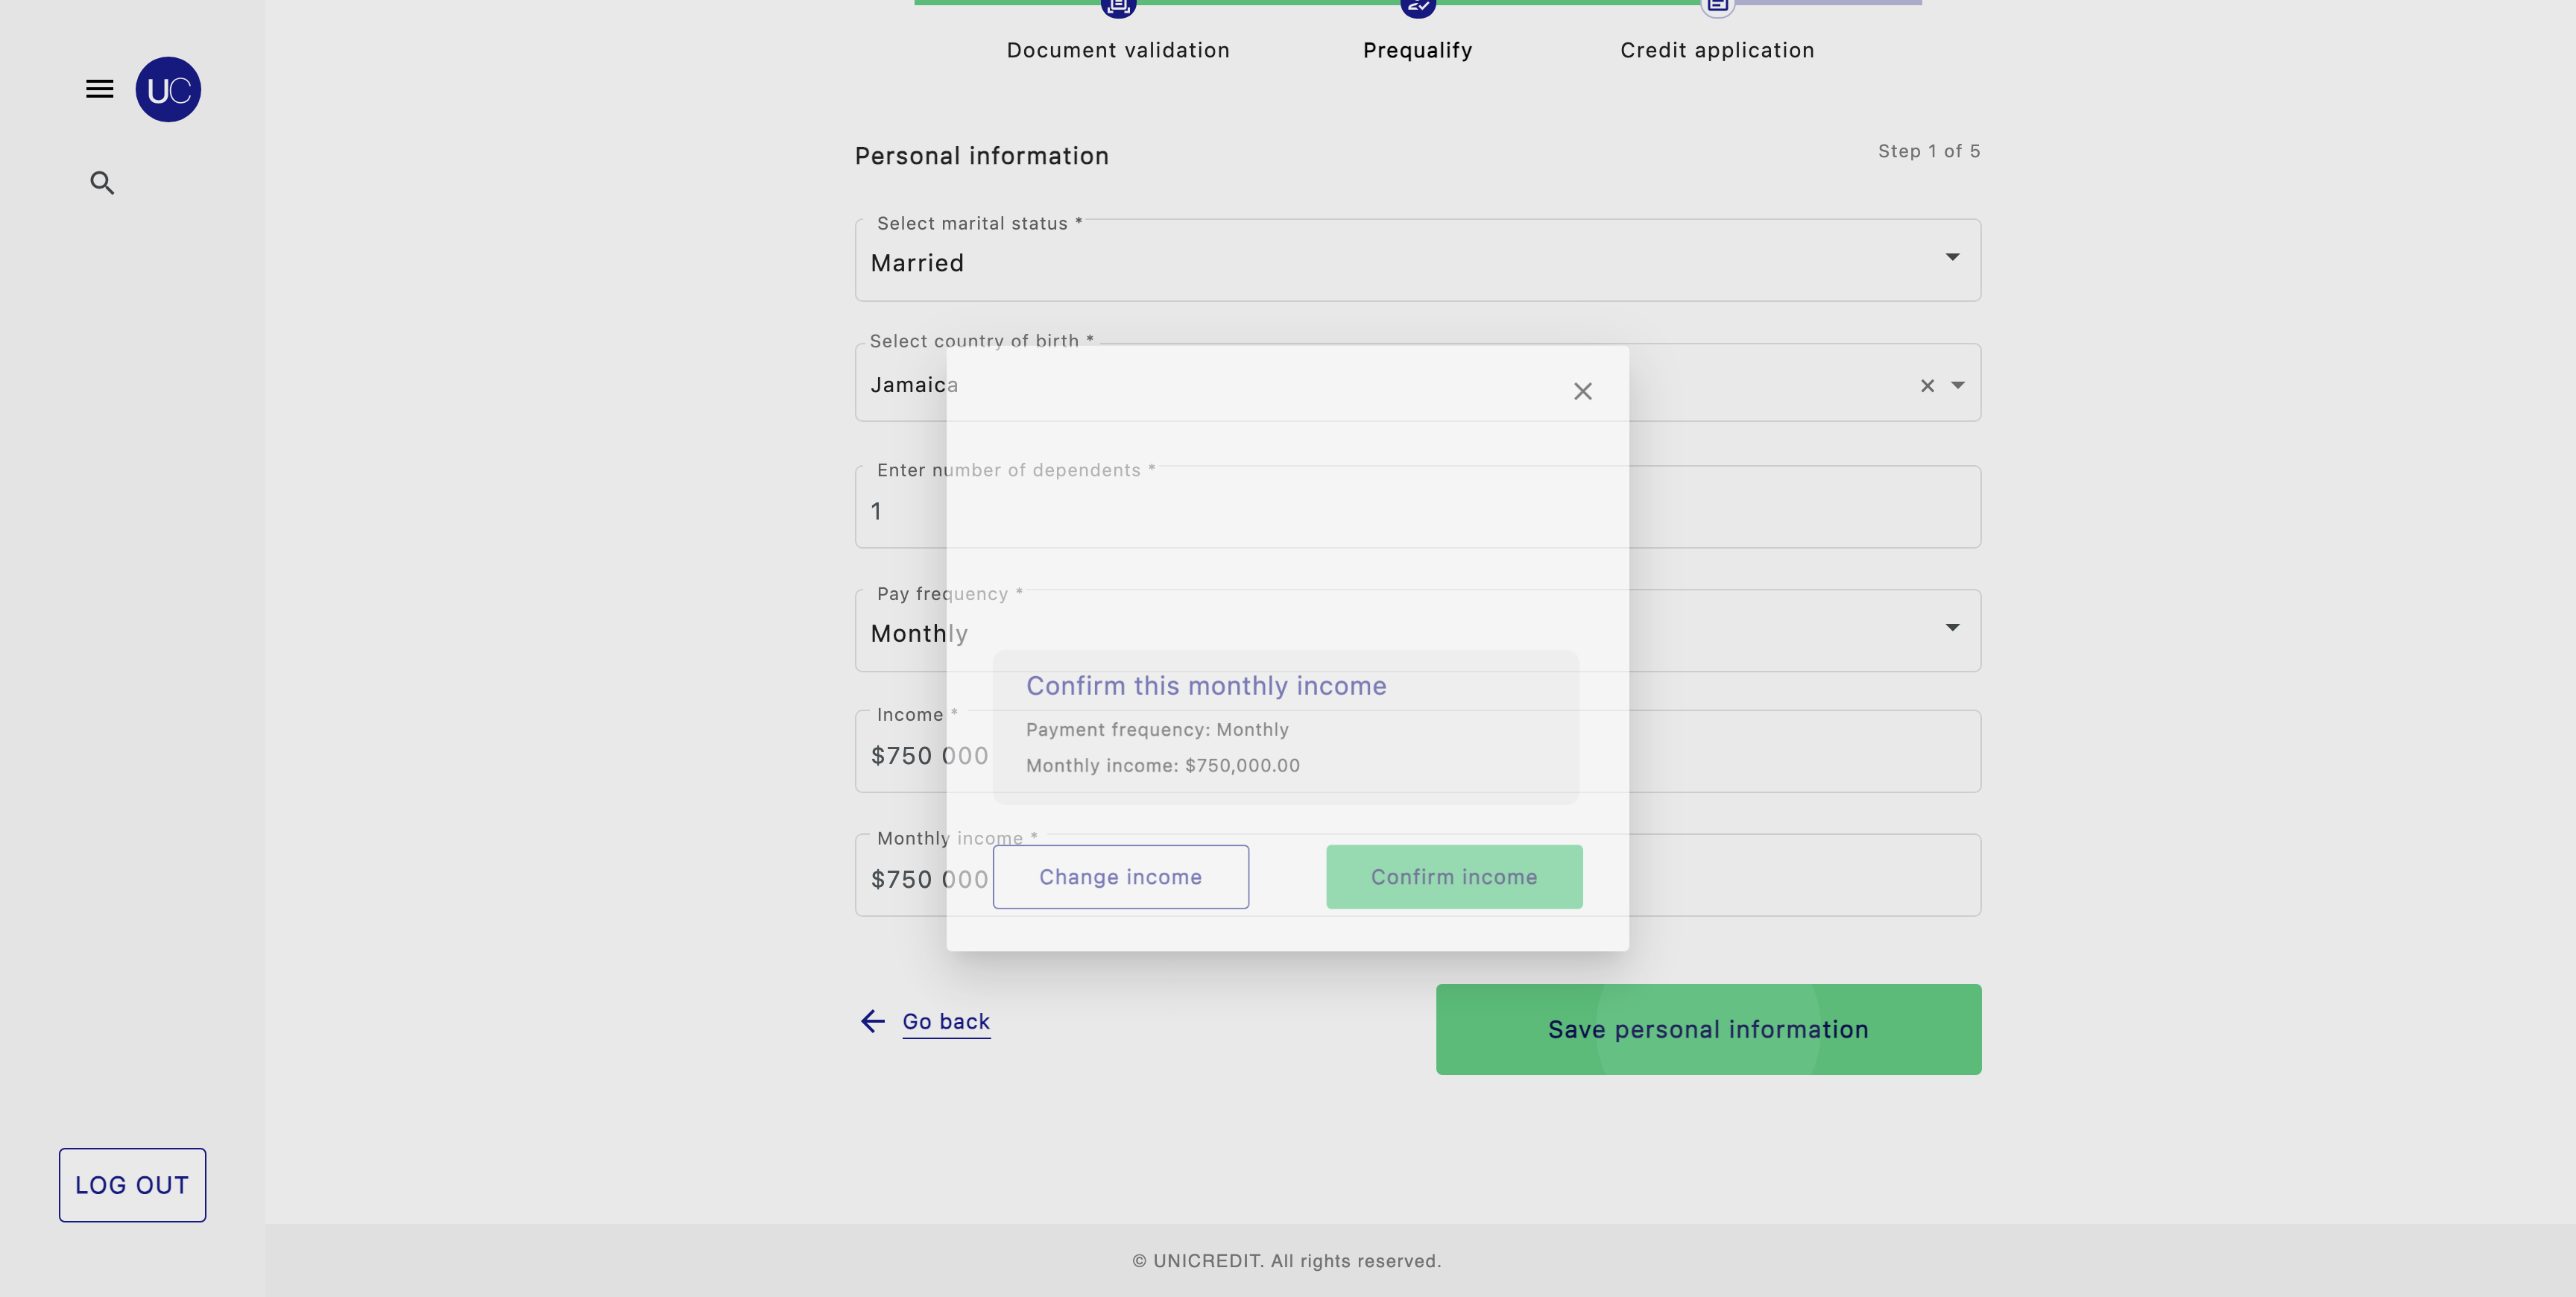 Document validation
Prequalify
Credit application
UC
Personal information
Step 1 of 5
Select marital status *
Married
Select country of birth *
Jamaica
Enter number of dependents *
1
Pay frequency *
Monthly
Confirm this monthly income
Income *
Payment frequency: Monthly
$750 000
Monthly income: $750,000.00
Monthly income *
$750 000
Change income
Confirm income
Go back
Save personal information
LOG OUT
© UNICREDIT. All rights reserved.